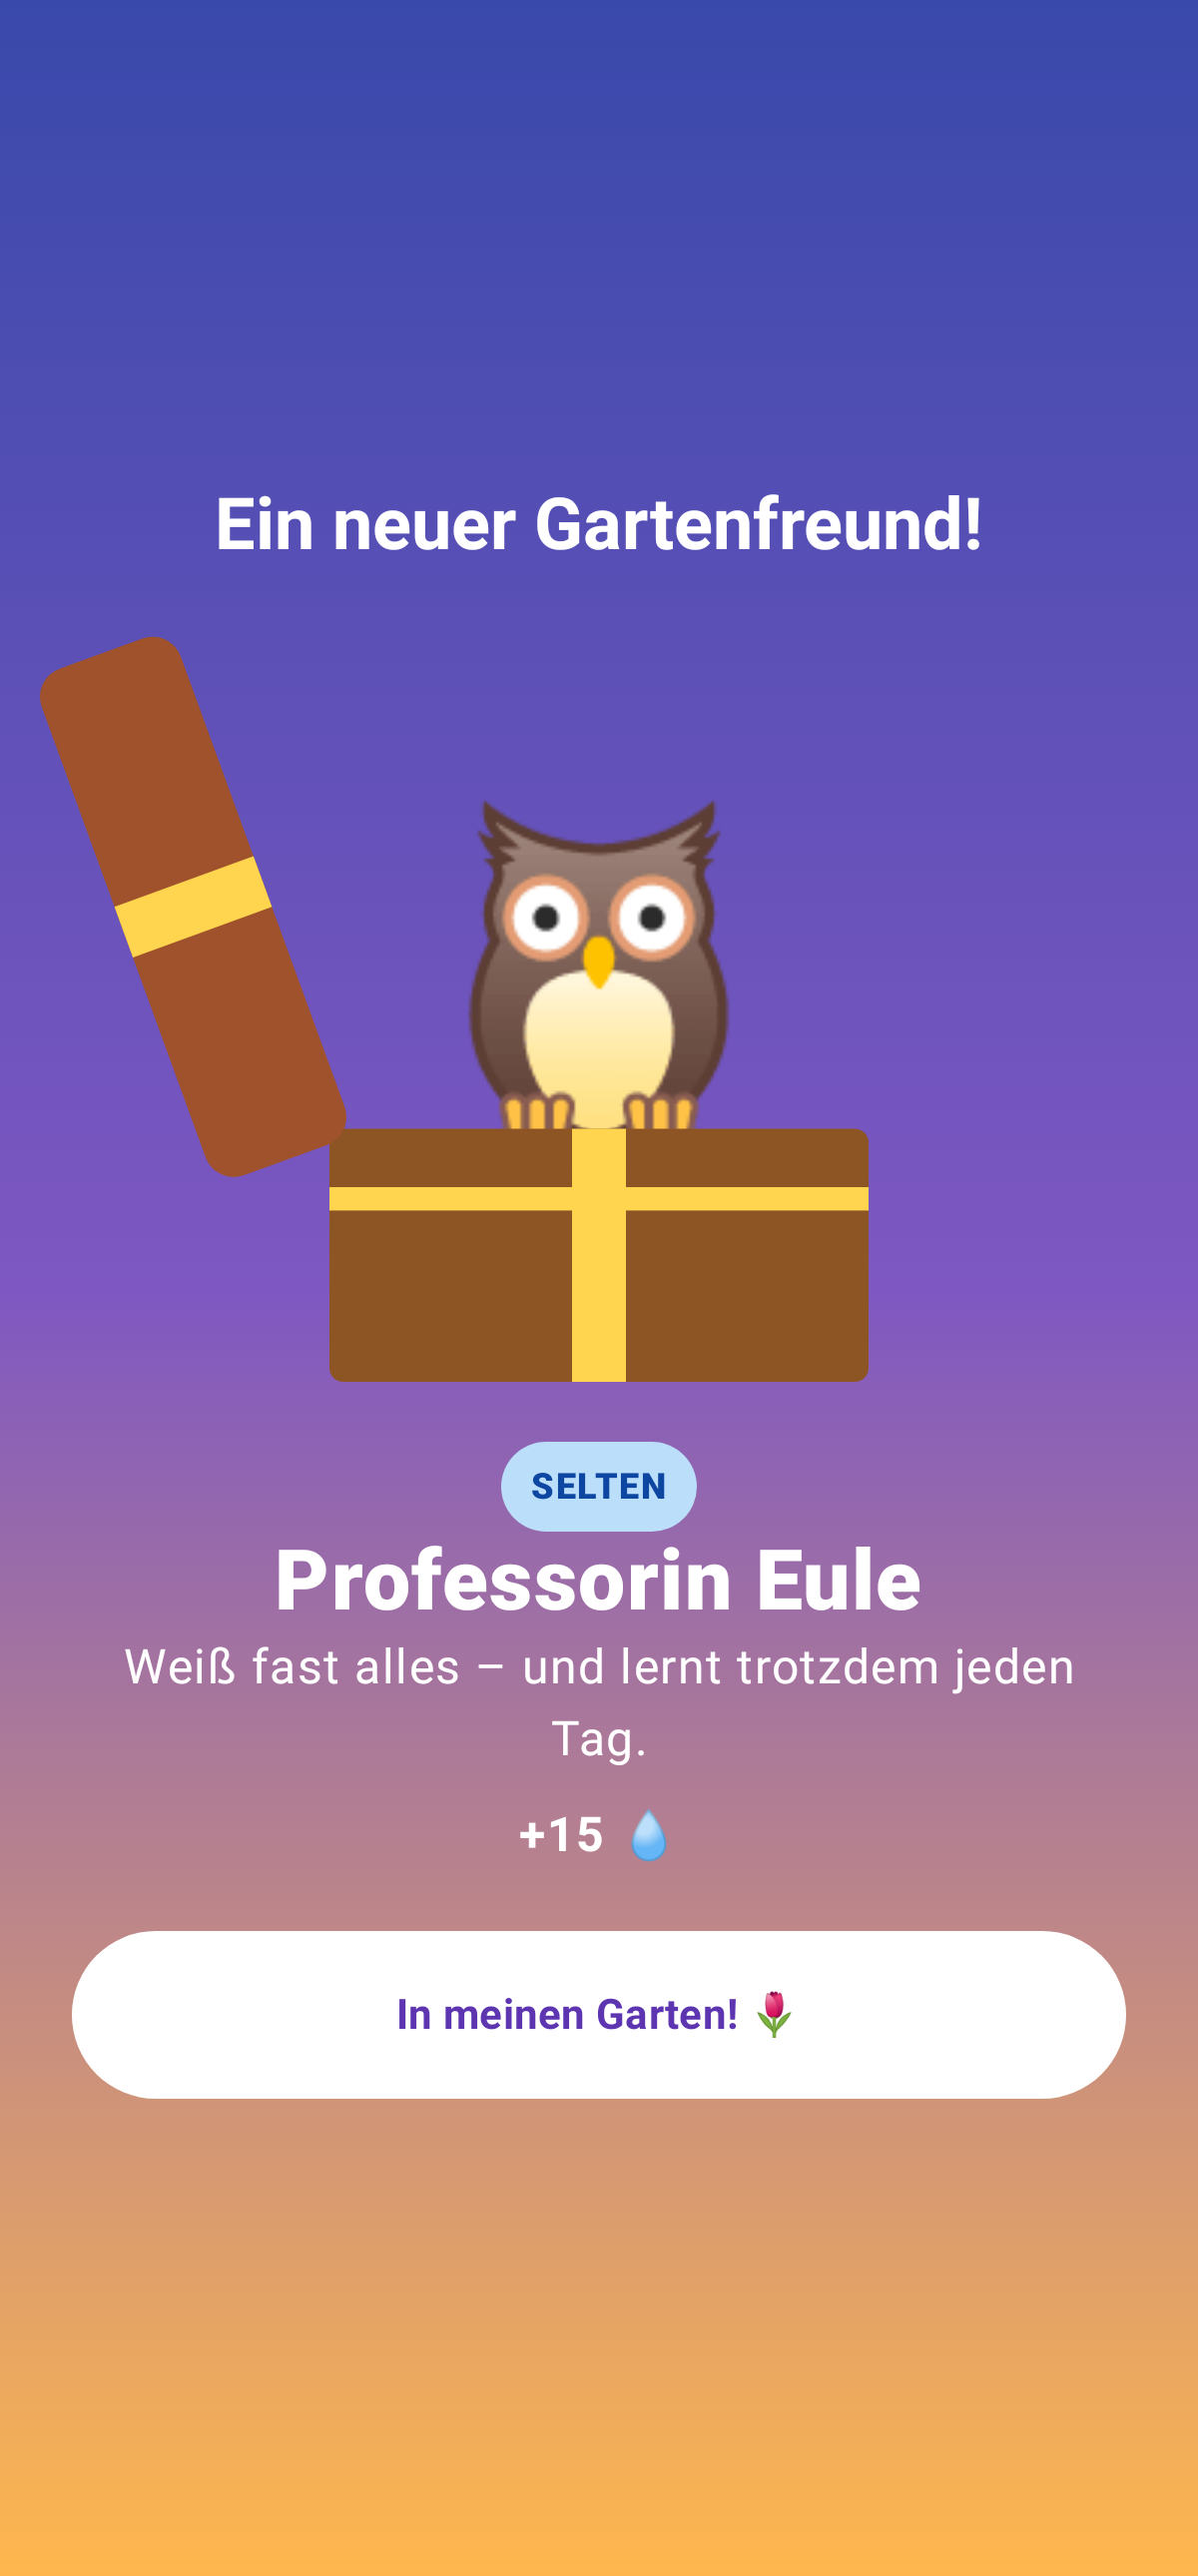 Ein neuer Gartenfreund!
SELTEN
Professorin Eule
Weiß fast alles – und lernt trotzdem jeden
Tag.
+15 💧
In meinen Garten! 🌷